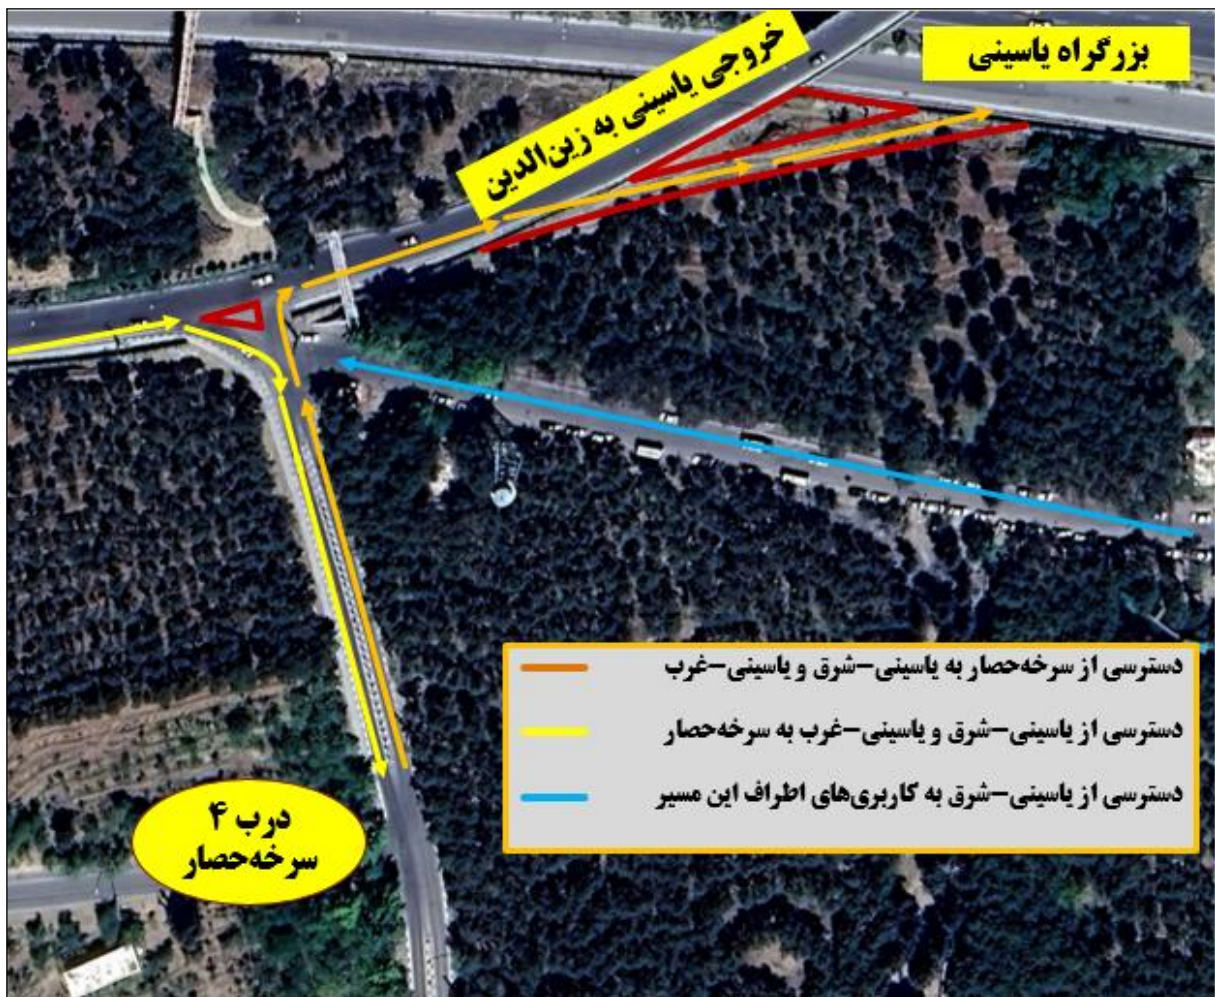 بزرگراه یاسینی
خروجی یاسینی به زین‌الدین
دسترسی از سرخه‌حصار به یاسینی-شرق و یاسینی-غرب
دسترسی از یاسینی-شرق و یاسینی-غرب به سرخه‌حصار
دسترسی از یاسینی-شرق به کاربری‌های اطراف این مسیر
درب ۴
سرخه‌حصار